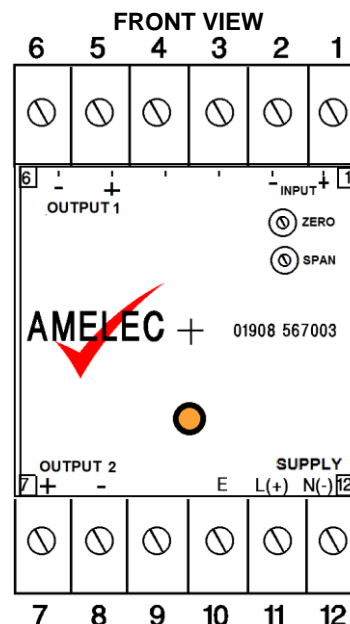 FRONT VIEW
6 5 4 3 2 1
6 1
- + - INPUT +
OUTPUT 1
ZERO
SPAN
AMELEC 01908 567003
OUTPUT 2 SUPPLY
7 + - E L(+) N(-) 12
7 8 9 10 11 12